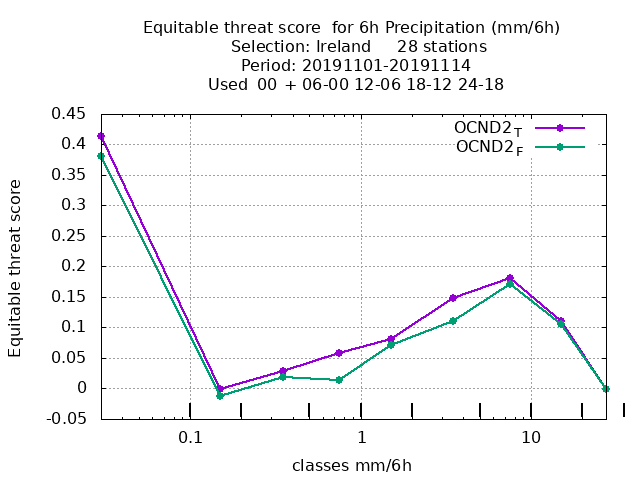 Equitable threat score  for 6h Precipitation (mm/6h)
Selection: Ireland     28 stations
Period: 20191101-20191114
Used  00  + 06-00 12-06 18-12 24-18
OCND2T
OCND2F
Equitable threat score
0.45
0.4
0.35
0.3
0.25
0.2
0.15
0.1
0.05
0
-0.05
0.1 1 10
classes mm/6h